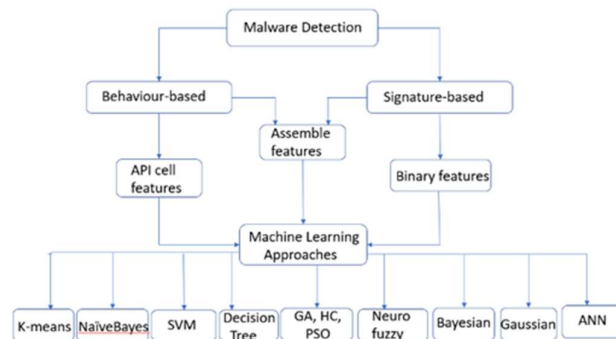 Malware Detection
Behaviour-based
Signature-based
Assemble
features
API cell
features
Binary features
Machine Learning
Approaches
K-means
NaïveBayes
SVM
Decision
Tree
GA, HC,
PSO
Neuro
fuzzy
Bayesian
Gaussian
ANN